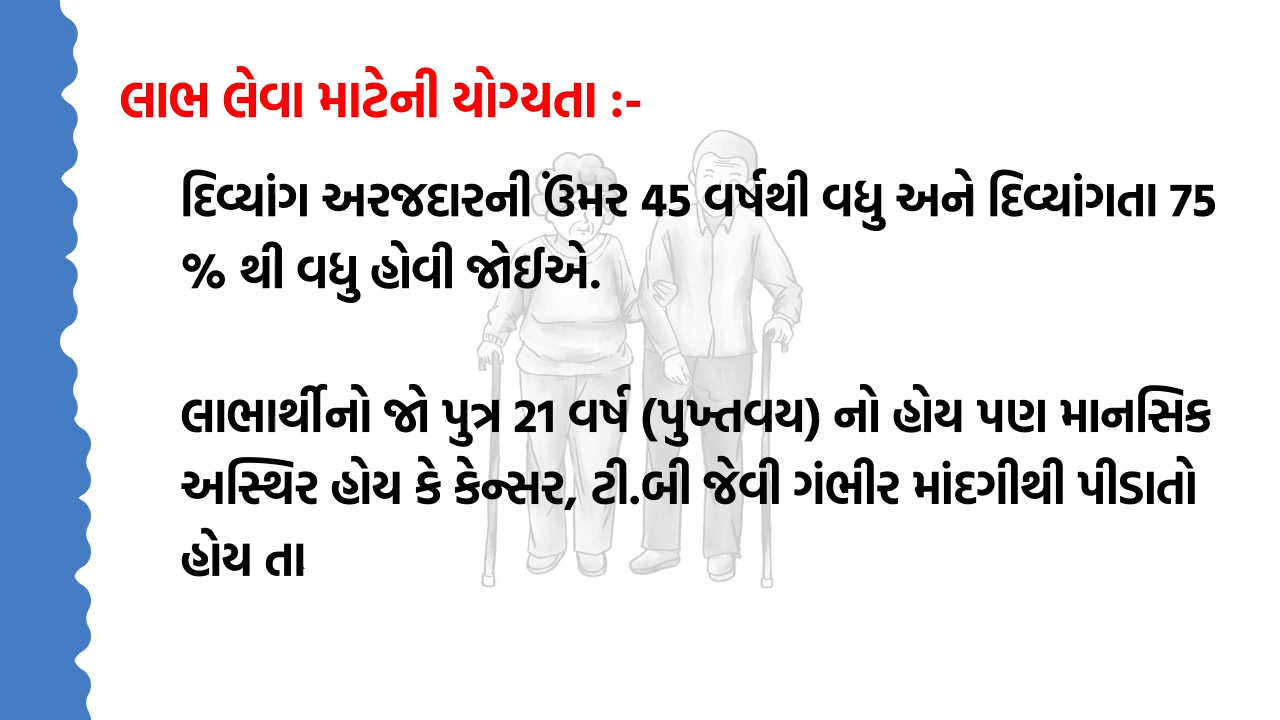 લાભ લેવા માટેની યોગ્યતા :-
દિવ્યાંગ અરજદારની ઉંમર 45 વર્ષથી વધુ અને દિવ્યાંગતા 75
% થી વધુ હોવી જોઈએ.
લાભાર્થીનો જો પુત્ર 21 વર્ષ (પુખ્તવય) નો હોય પણ માનસિક
અસ્થિર હોય કે કેન્સર, ટી.બી જેવી ગંભીર માંદગીથી પીડાતો
હોય તા